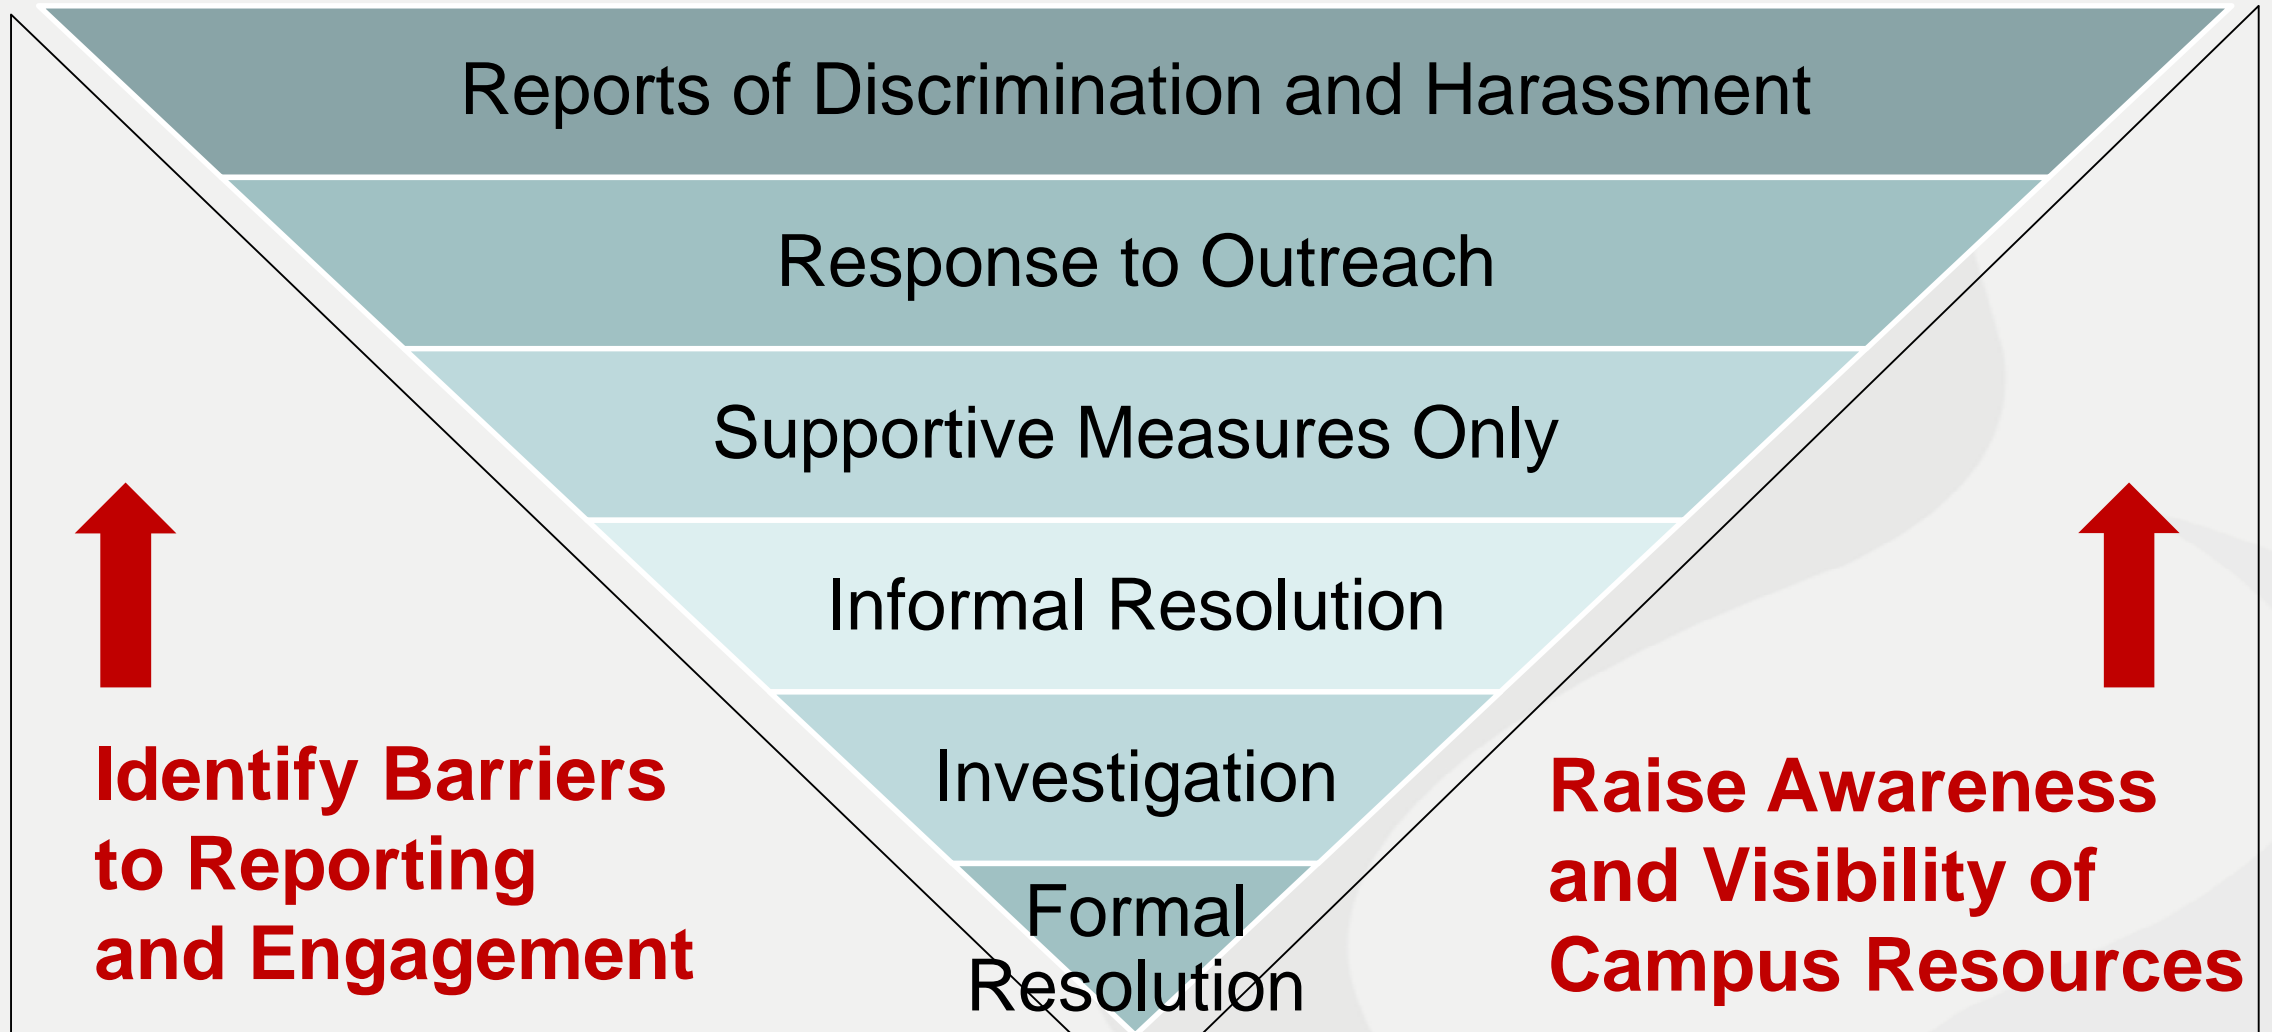 Reports of Discrimination and Harassment
Response to Outreach
Supportive Measures Only
Informal Resolution
Investigation
Formal
Resolution
Identify Barriers
to Reporting
and Engagement
Raise Awareness
and Visibility of
Campus Resources